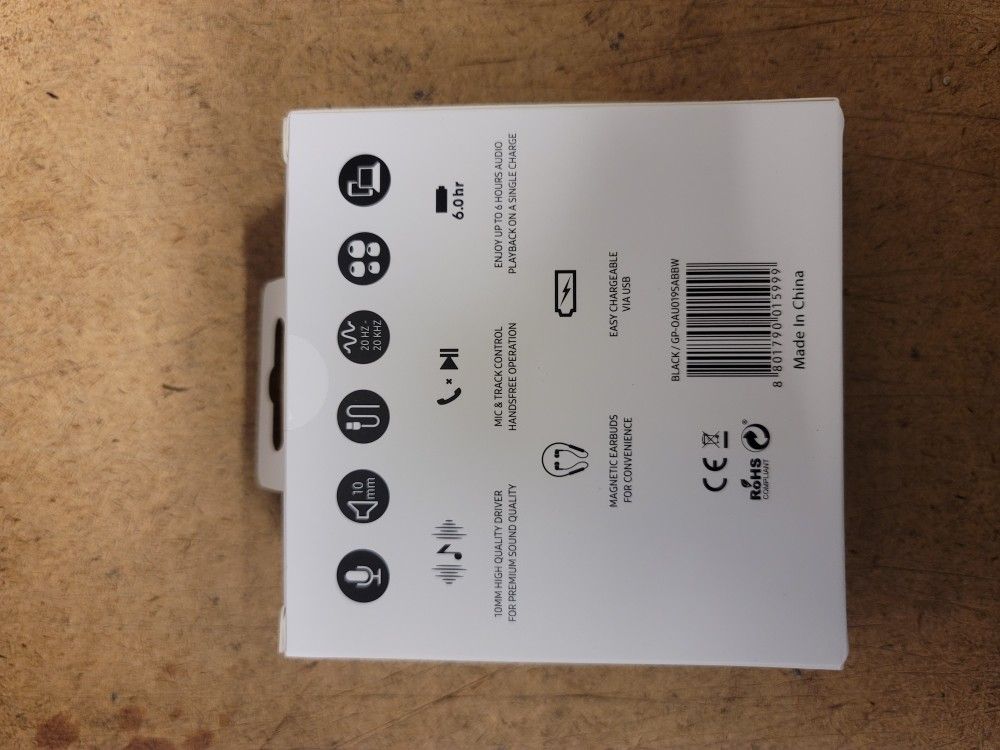 10
mm
20 HZ -
20 KHZ
6.0 hr
10MM HIGH QUALITY DRIVER
FOR PREMIUM SOUND QUALITY
MIC & TRACK CONTROL
HANDSFREE OPERATION
ENJOY UP TO 6 HOURS AUDIO
PLAYBACK ON A SINGLE CHARGE
MAGNETIC EARBUDS
FOR CONVENIENCE
EASY CHARGEABLE
VIA USB
BLACK / GP-OAU019SABBW
8 801790 015999
Made In China
CE
RoHS
COMPLIANT
®